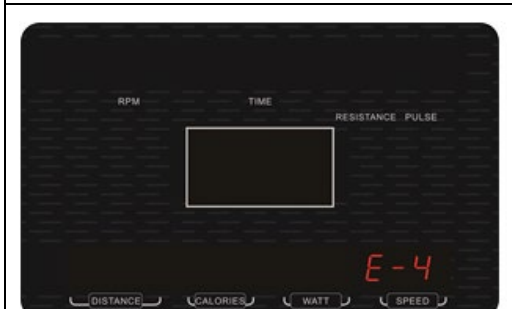 RPM TIME
RESISTANCE PULSE
E-4
DISTANCE CALORIES WATT SPEED